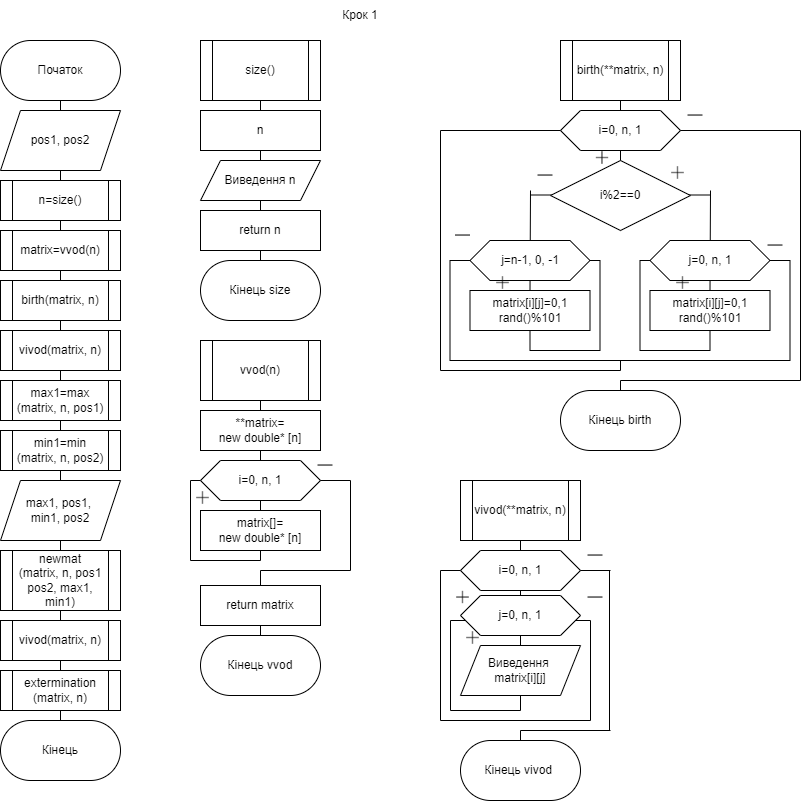 Крок 1
Початок
pos1, pos2
n=size()
matrix=vvod(n)
birth(matrix, n)
vivod(matrix, n)
max1=max
(matrix, n, pos1)
min1=min
(matrix, n, pos2)
max1, pos1,
min1, pos2
newmat
(matrix, n, pos1
pos2, max1,
min1)
vivod(matrix, n)
extermination
(matrix, n)
Кінець
size()
n
Виведення n
return n
Кінець size
vvod(n)
**matrix=
new double* [n]
i=0, n, 1
—
+
matrix[]=
new double* [n]
return matrix
Кінець vvod
birth(**matrix, n)
i=0, n, 1
—
+
i%2==0
—
+
j=n-1, 0, -1
—
+
matrix[i][j]=0,1
rand()%101
j=0, n, 1
—
+
matrix[i][j]=0,1
rand()%101
Кінець birth
vivod(**matrix, n)
i=0, n, 1
—
+
j=0, n, 1
—
+
Виведення
matrix[i][j]
Кінець vivod